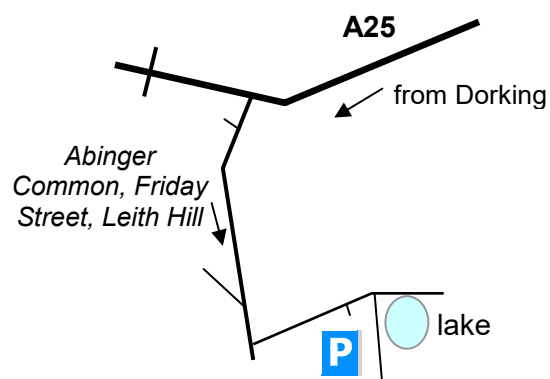 A25
from Dorking
Abinger
Common, Friday
Street, Leith Hill
P
lake